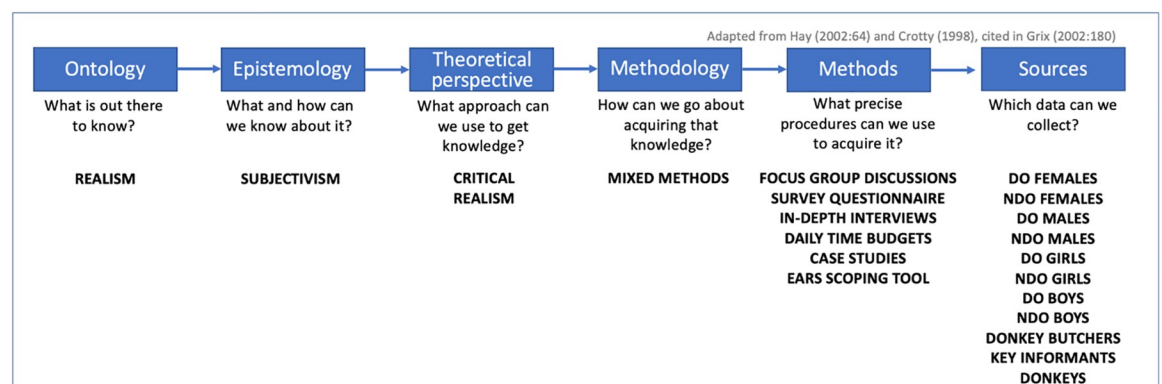 Adapted from Hay (2002:64) and Crotty (1998), cited in Grix (2002:180)
Ontology
What is out there
to know?
REALISM
Epistemology
What and how can
we know about it?
SUBJECTIVISM
Theoretical
perspective
What approach can
we use to get
knowledge?
CRITICAL
REALISM
Methodology
How can we go about
acquiring that
knowledge?
MIXED METHODS
Methods
What precise
procedures can we use
to acquire it?
FOCUS GROUP DISCUSSIONS
SURVEY QUESTIONNAIRE
IN-DEPTH INTERVIEWS
DAILY TIME BUDGETS
CASE STUDIES
EARS SCOPING TOOL
Sources
Which data can we
collect?
DO FEMALES
NDO FEMALES
DO MALES
NDO MALES
DO GIRLS
NDO GIRLS
DO BOYS
NDO BOYS
DONKEY BUTCHERS
KEY INFORMANTS
DONKEYS